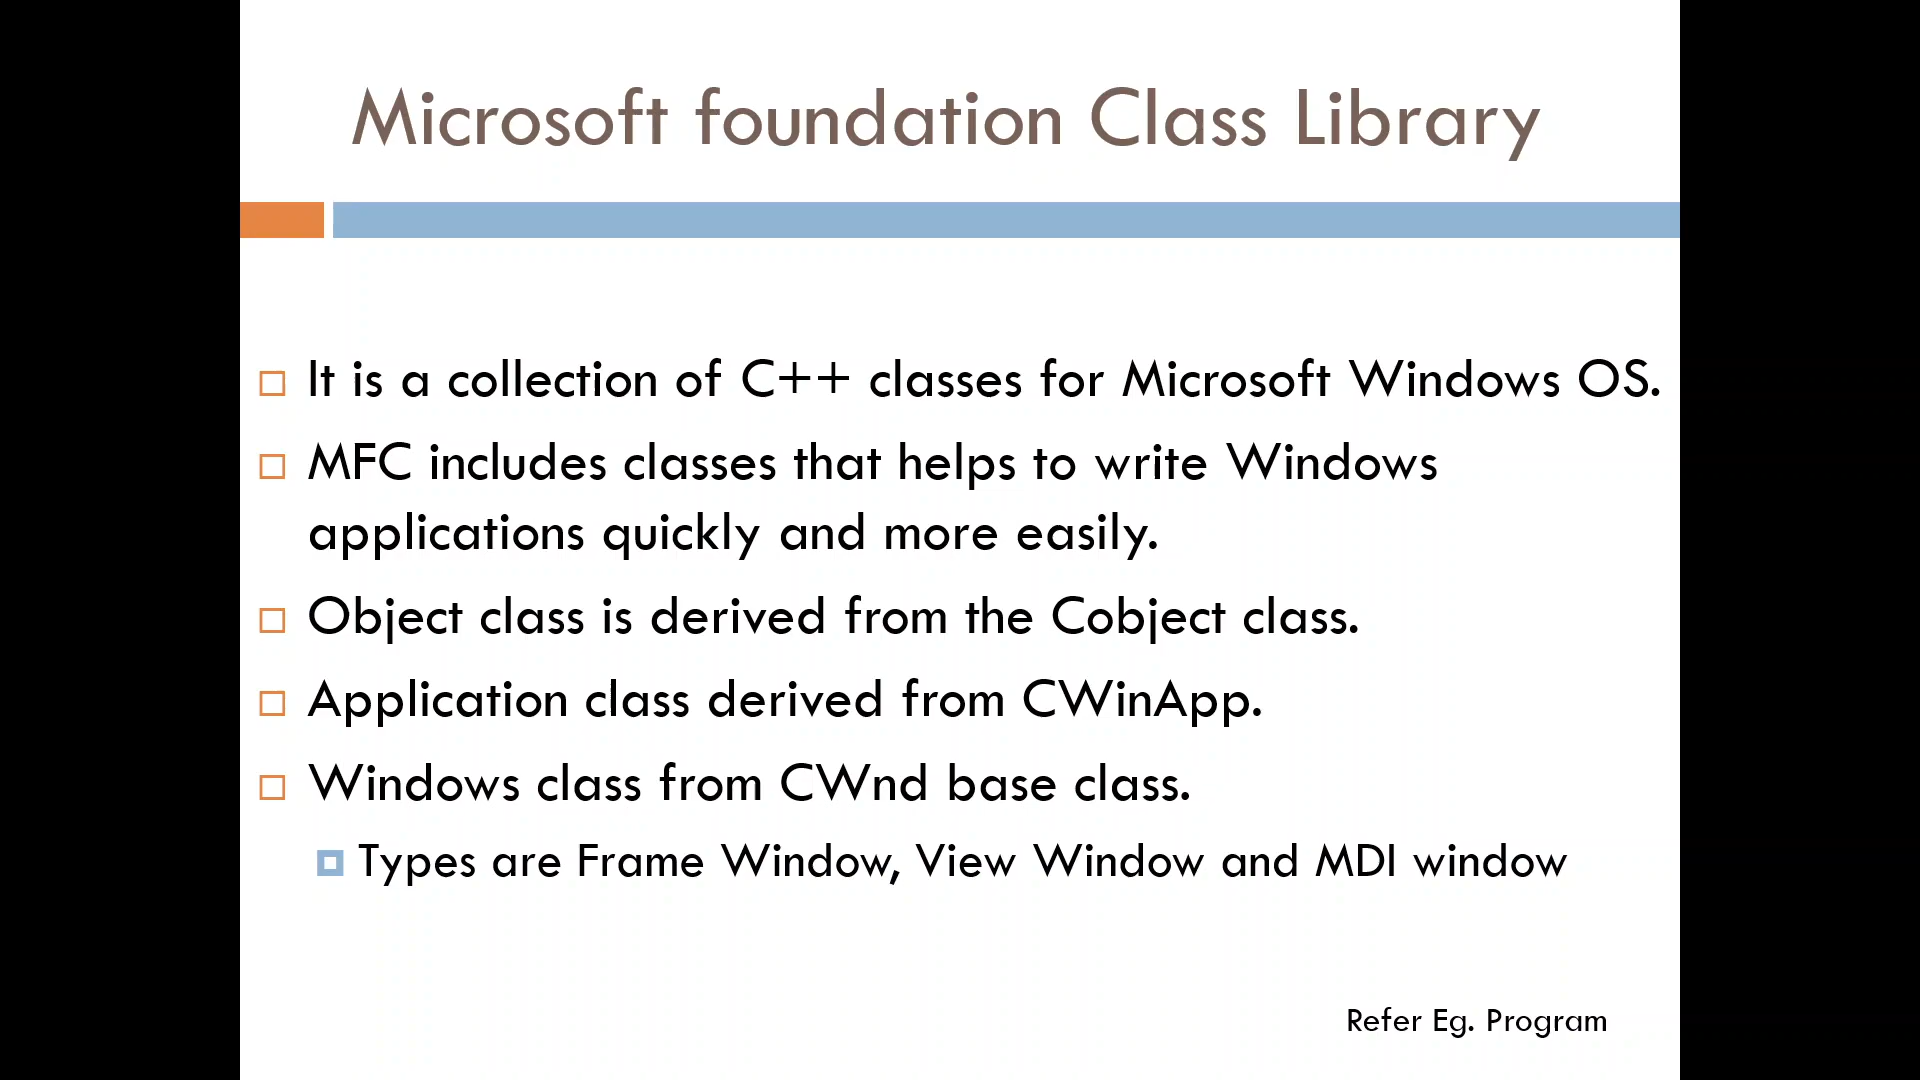 Microsoft foundation Class Library
It is a collection of C++ classes for Microsoft Windows OS.
MFC includes classes that helps to write Windows
applications quickly and more easily.
Object class is derived from the Cobject class.
Application class derived from CWinApp.
Windows class from CWnd base class.
Types are Frame Window, View Window and MDI window
Refer Eg. Program